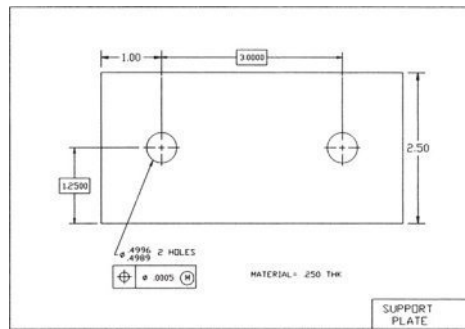 1.00
3.0000
2.50
1.2500
ø .4996 2 HOLES
.4989
⌖ ø .0005 Ⓜ
MATERIAL= .250 THK
SUPPORT
PLATE